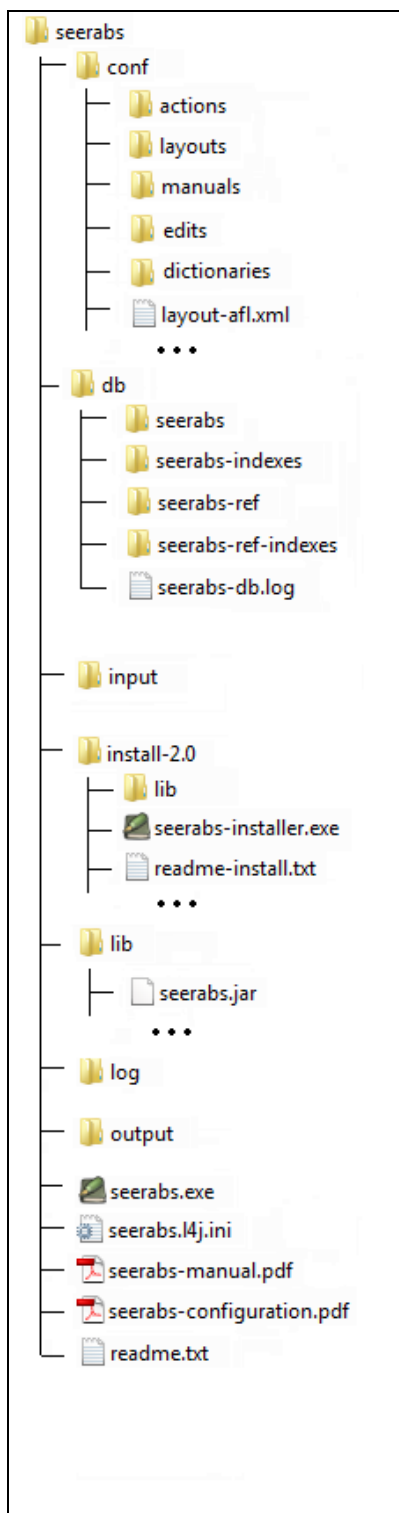 seerabs
conf
actions
layouts
manuals
edits
dictionaries
layout-afl.xml
•••
db
seerabs
seerabs-indexes
seerabs-ref
seerabs-ref-indexes
seerabs-db.log
input
install-2.0
lib
seerabs-installer.exe
readme-install.txt
•••
lib
seerabs.jar
•••
log
output
seerabs.exe
seerabs.l4j.ini
seerabs-manual.pdf
seerabs-configuration.pdf
readme.txt